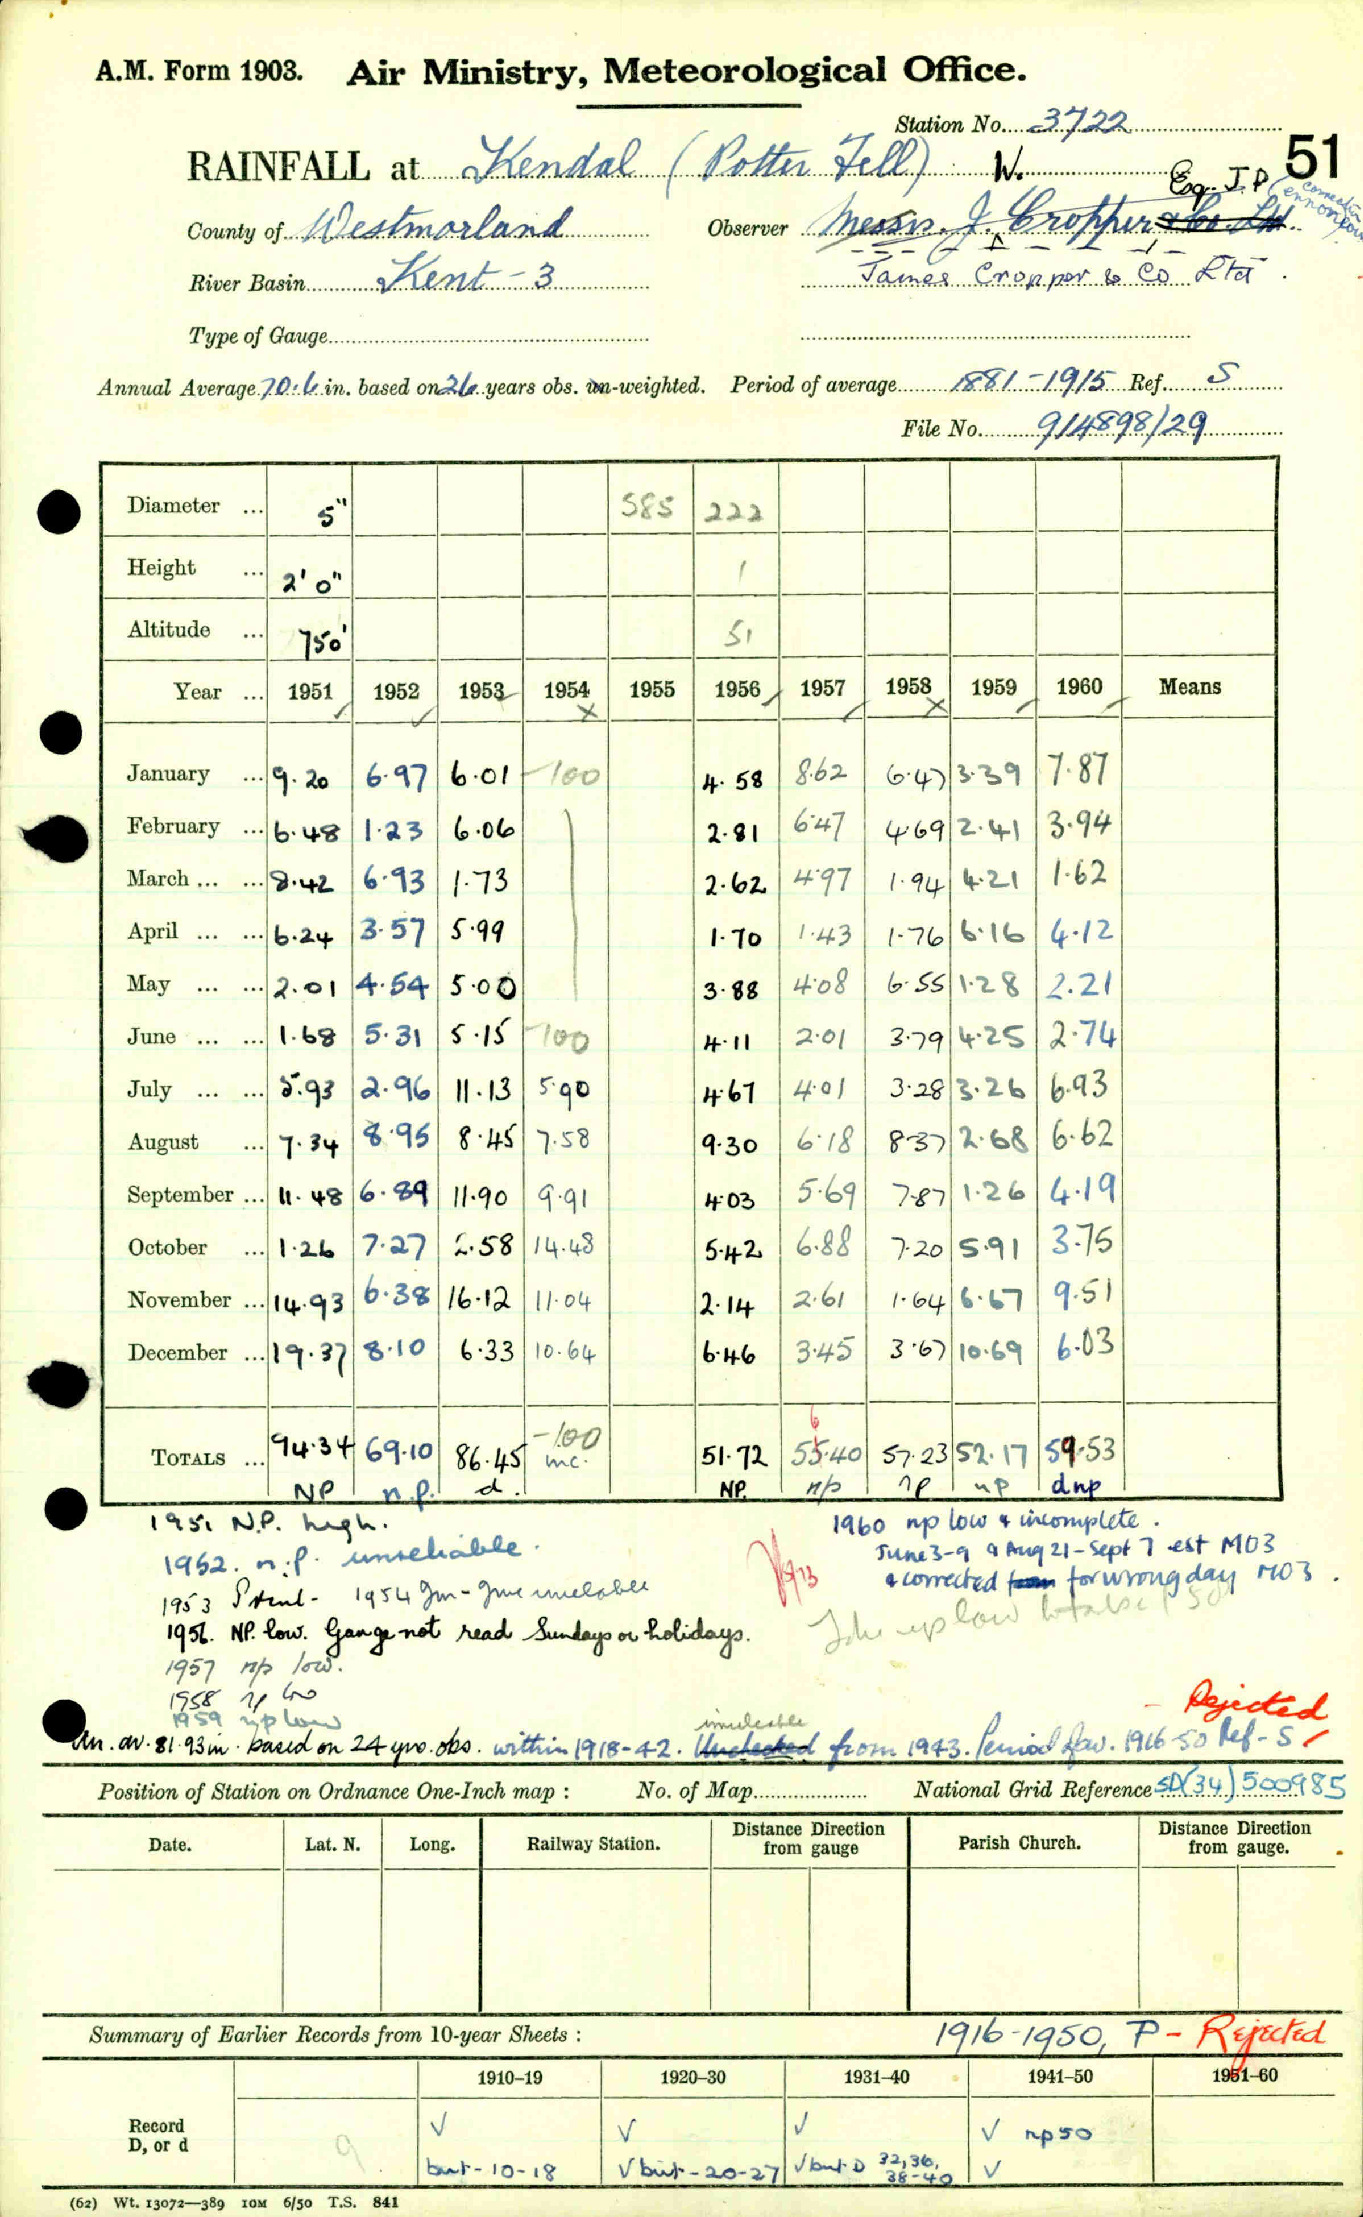 A.M. Form 1903. Air Ministry, Meteorological Office.
Station No. 3722
51
RAINFALL at Kendal (Potter Fell) W.
Esq. J.P. (correction
County of Westmorland Observer Messrs. J. Cropper & Co. Ltd.
River Basin Kent - 3 James Cropper & Co Ltd.
Type of Gauge
Annual Average 70.6 in. based on 26 years obs. un-weighted. Period of average 1881-1915 Ref. S
File No. 914898/29
Diameter ... 5" 585 222
Height ... 2' 0" 1
Altitude ... 750' 51
Year ... 1951 1952 1953 1954 1955 1956 1957 1958 1959 1960 Means
January ... 9.20 6.97 6.01 -100 4.58 8.62 6.47 3.39 7.87
February ... 6.48 1.23 6.06 2.81 6.47 4.69 2.41 3.94
March ... ... 8.42 6.93 1.73 2.62 4.97 1.94 4.21 1.62
April ... ... 6.24 3.57 5.99 1.70 1.43 1.76 6.16 4.12
May ... ... 2.01 4.54 5.00 3.88 4.08 6.55 1.28 2.21
June ... ... 1.68 5.31 5.15 -100 4.11 2.01 3.79 4.25 2.74
July ... ... 5.93 2.96 11.13 5.90 4.67 4.01 3.28 3.26 6.93
August ... 7.34 8.95 8.45 7.58 9.30 6.18 8.37 2.68 6.62
September ... 11.48 6.89 11.90 9.91 4.03 5.69 7.87 1.26 4.19
October ... 1.26 7.27 2.58 14.48 5.42 6.88 7.20 5.91 3.75
November ... 14.93 6.38 16.12 11.04 2.14 2.61 1.64 6.67 9.51
December ... 19.37 8.10 6.33 10.64 6.46 3.45 3.67 10.69 6.03
6
TOTALS ... 94.34 69.10 86.45 -100 inc. 51.72 55.40 57.23 52.17 59.53
NP n.p. d. NP. n/p np np dnp
1951 N.P. high.
1960 np low & incomplete.
1952. n.p. unreliable.
June 3-9 & Aug 21 - Sept 7 est MO3
1953 1954 Jan - June unreliable
& corrected from for wrong day MO3.
1956. NP. low. Gauge not read Sundays or holidays.
np low
1957 n/p low.
1958 np low
1959 np low
Rejected
unreliable
An. av. 81.93 in. based on 24 yrs. obs. within 1918-42. Unchecked from 1943. Period of av. 1916-50 Ref - S
Position of Station on Ordnance One-Inch map : No. of Map National Grid Reference SD(34)500985
Date. Lat. N. Long. Railway Station. Distance Direction from gauge Parish Church. Distance Direction from gauge.
Summary of Earlier Records from 10-year Sheets : 1916-1950, P - Rejected
1910–19 1920–30 1931–40 1941–50 1951–60
Record √ √ √ √ np 50
D, or d 9 but - 10-18 √ but - 20-27 √ but D 32, 36, 38-40 √
(62) Wt. 13072—389 10M 6/50 T.S. 841